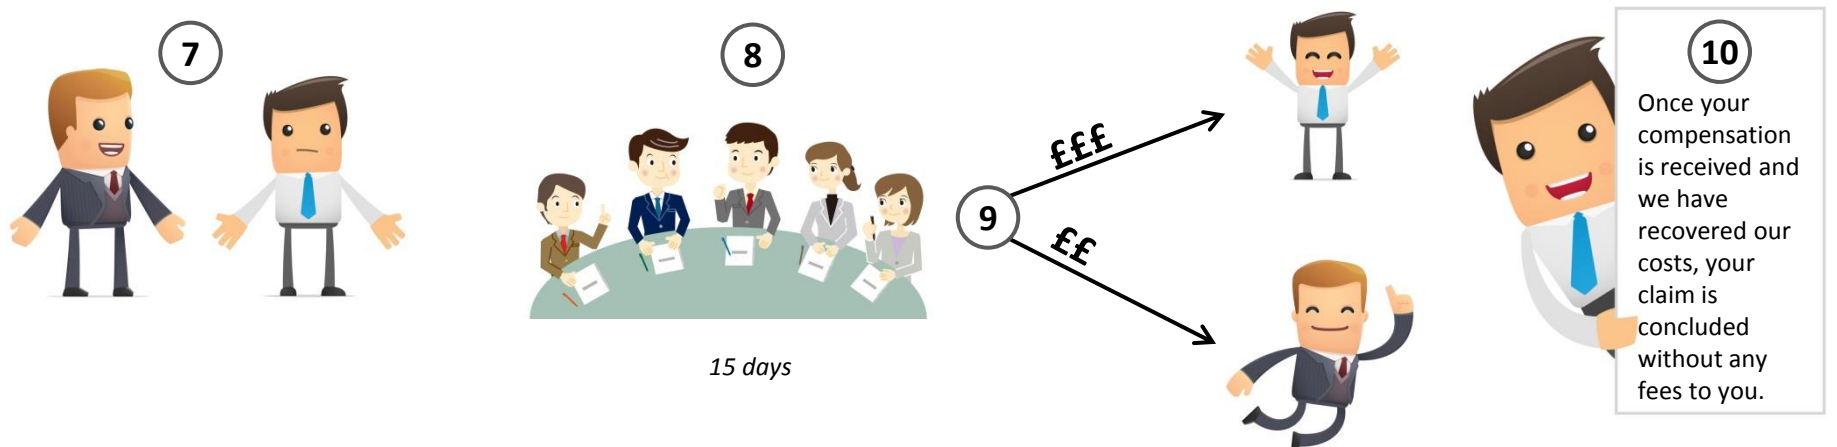 7
8
15 days
9
£££
££
10
Once your
compensation
is received and
we have
recovered our
costs, your
claim is
concluded
without any
fees to you.